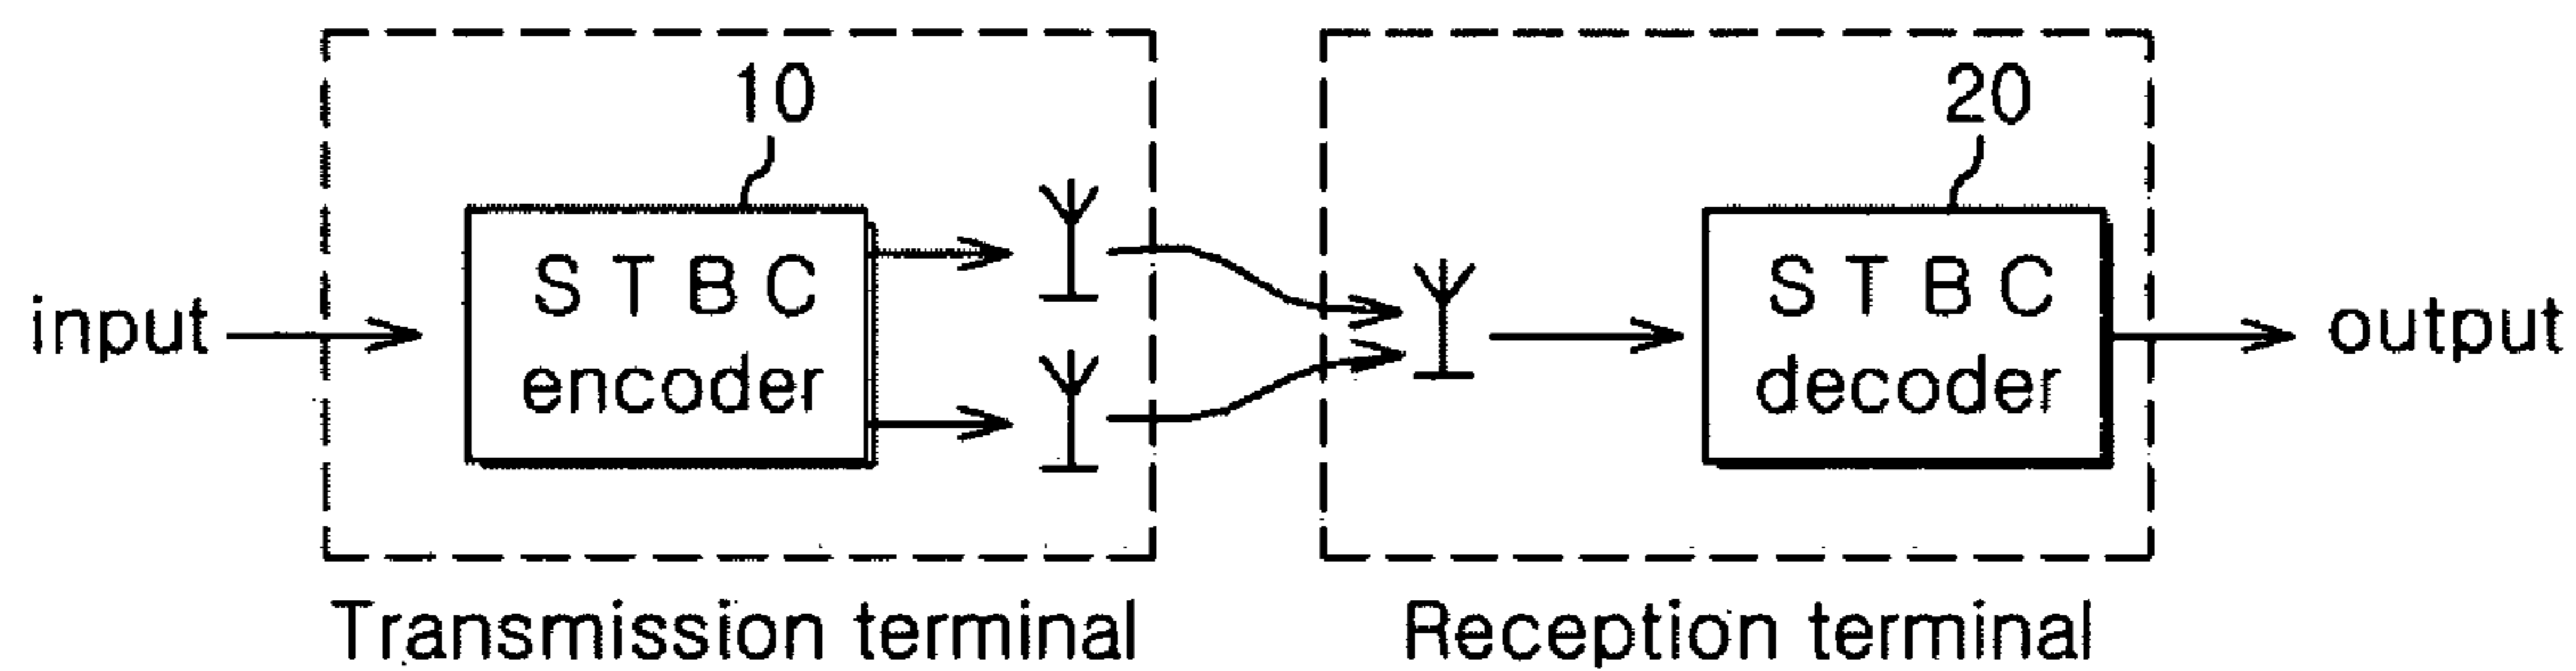 10
20
S T B C
encoder
S T B C
decoder
input
output
Transmission terminal
Reception terminal